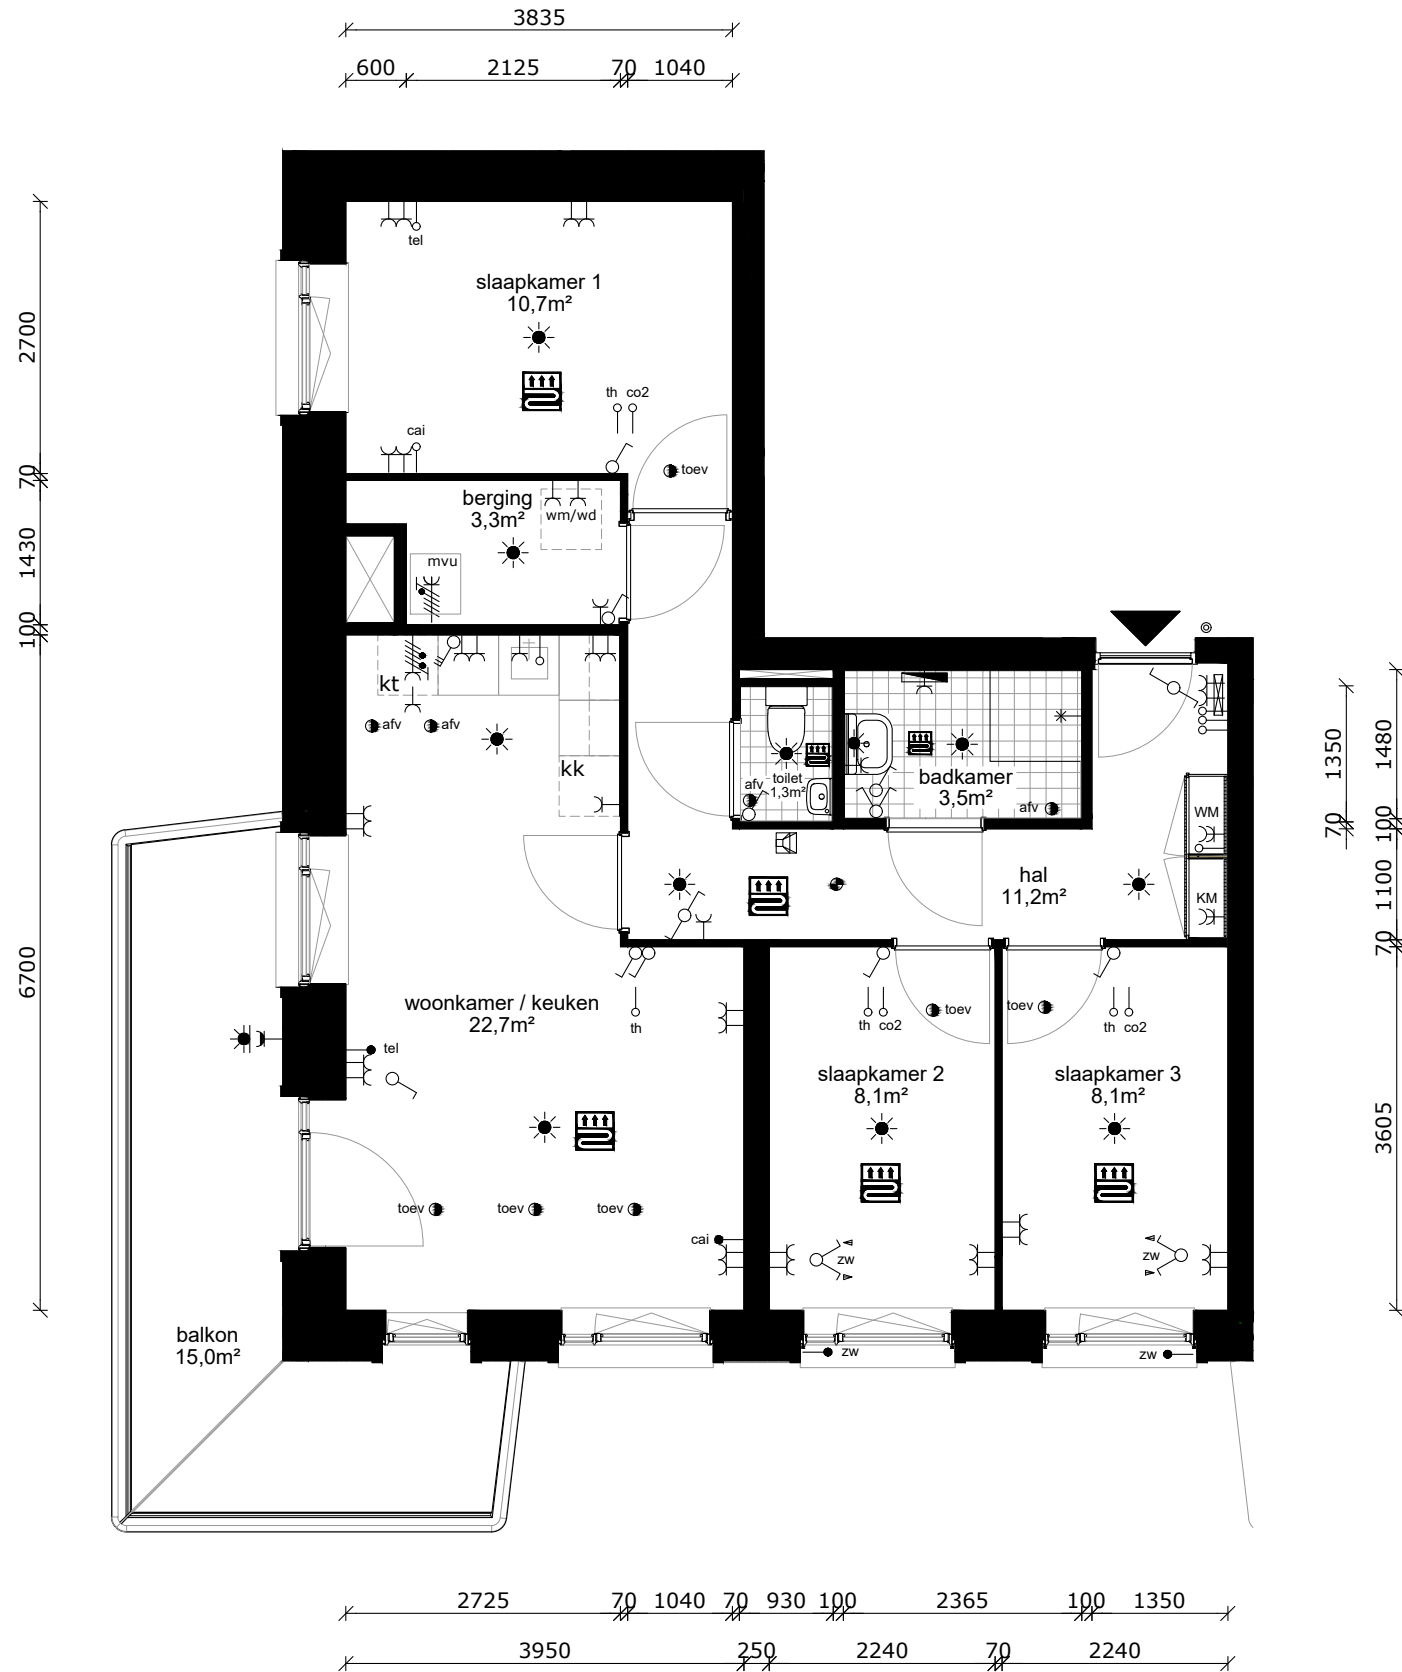 3835
600 2125 70 1040
2700
70
1430
100
6700
tel
slaapkamer 1
10,7m²
th co2
cai
toev
berging
3,3m²
wm/wd
mvu
kt
afv afv
kk
afv
toilet
1,3m²
badkamer
3,5m²
afv
WM
KM
hal
11,2m²
1350
70
1480
100
1100
70
3605
woonkamer / keuken
22,7m²
th
tel
toev toev toev
cai
th co2
toev
slaapkamer 2
8,1m²
zw
zw
toev
th co2
slaapkamer 3
8,1m²
zw
zw
balkon
15,0m²
2725 70 1040 70 930 100 2365 100 1350
3950 250 2240 70 2240